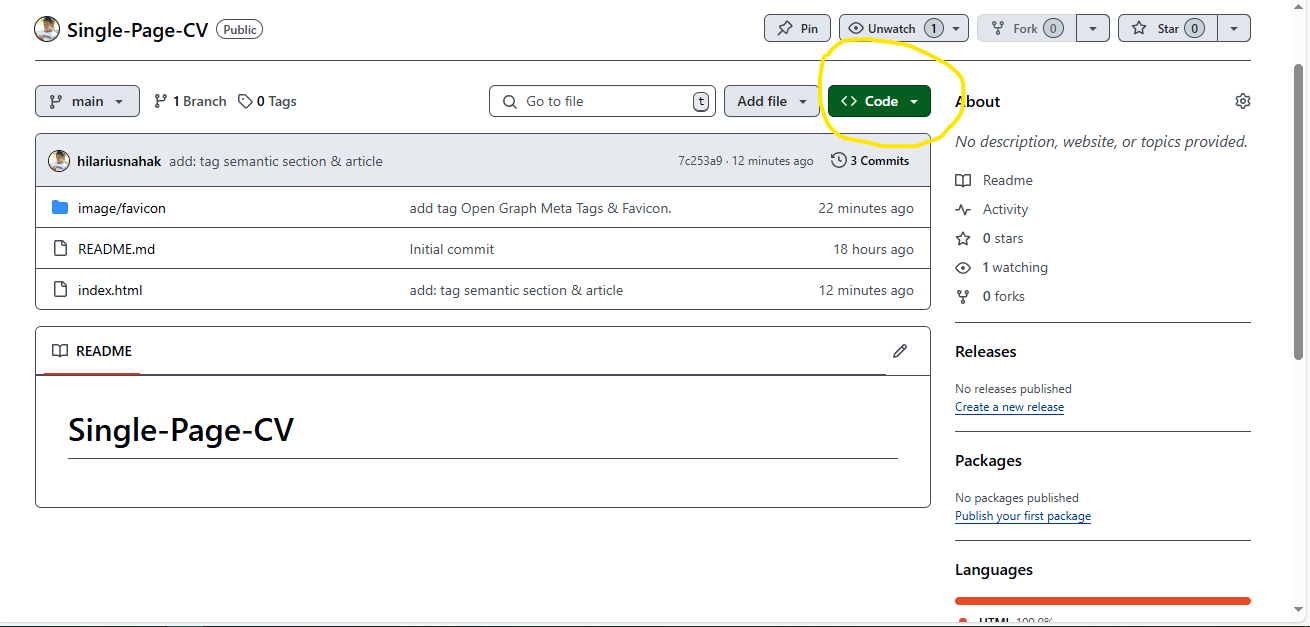 Single-Page-CV Public Pin Unwatch 1 Fork 0 Star 0
main 1 Branch 0 Tags Go to file t Add file <> Code
About
No description, website, or topics provided.
hilariusnahak add: tag semantic section & article 7c253a9 · 12 minutes ago 3 Commits
image/favicon add tag Open Graph Meta Tags & Favicon. 22 minutes ago
README.md Initial commit 18 hours ago
index.html add: tag semantic section & article 12 minutes ago
Readme
Activity
0 stars
1 watching
0 forks
README
Single-Page-CV
Releases
No releases published
Create a new release
Packages
No packages published
Publish your first package
Languages
HTML 100.0%